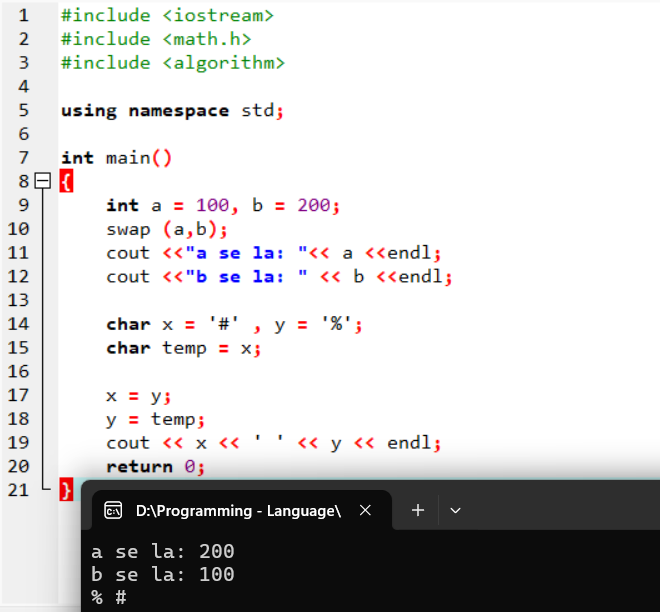 1 #include <iostream>
2 #include <math.h>
3 #include <algorithm>
4
5 using namespace std;
6
7 int main()
8 {
9 int a = 100, b = 200;
10 swap (a,b);
11 cout <<"a se la: "<< a <<endl;
12 cout <<"b se la: " << b <<endl;
13
14 char x = '#' , y = '%';
15 char temp = x;
16
17 x = y;
18 y = temp;
19 cout << x << ' ' << y << endl;
20 return 0;
21 }
D:\Programming - Language\
a se la: 200
b se la: 100
% #